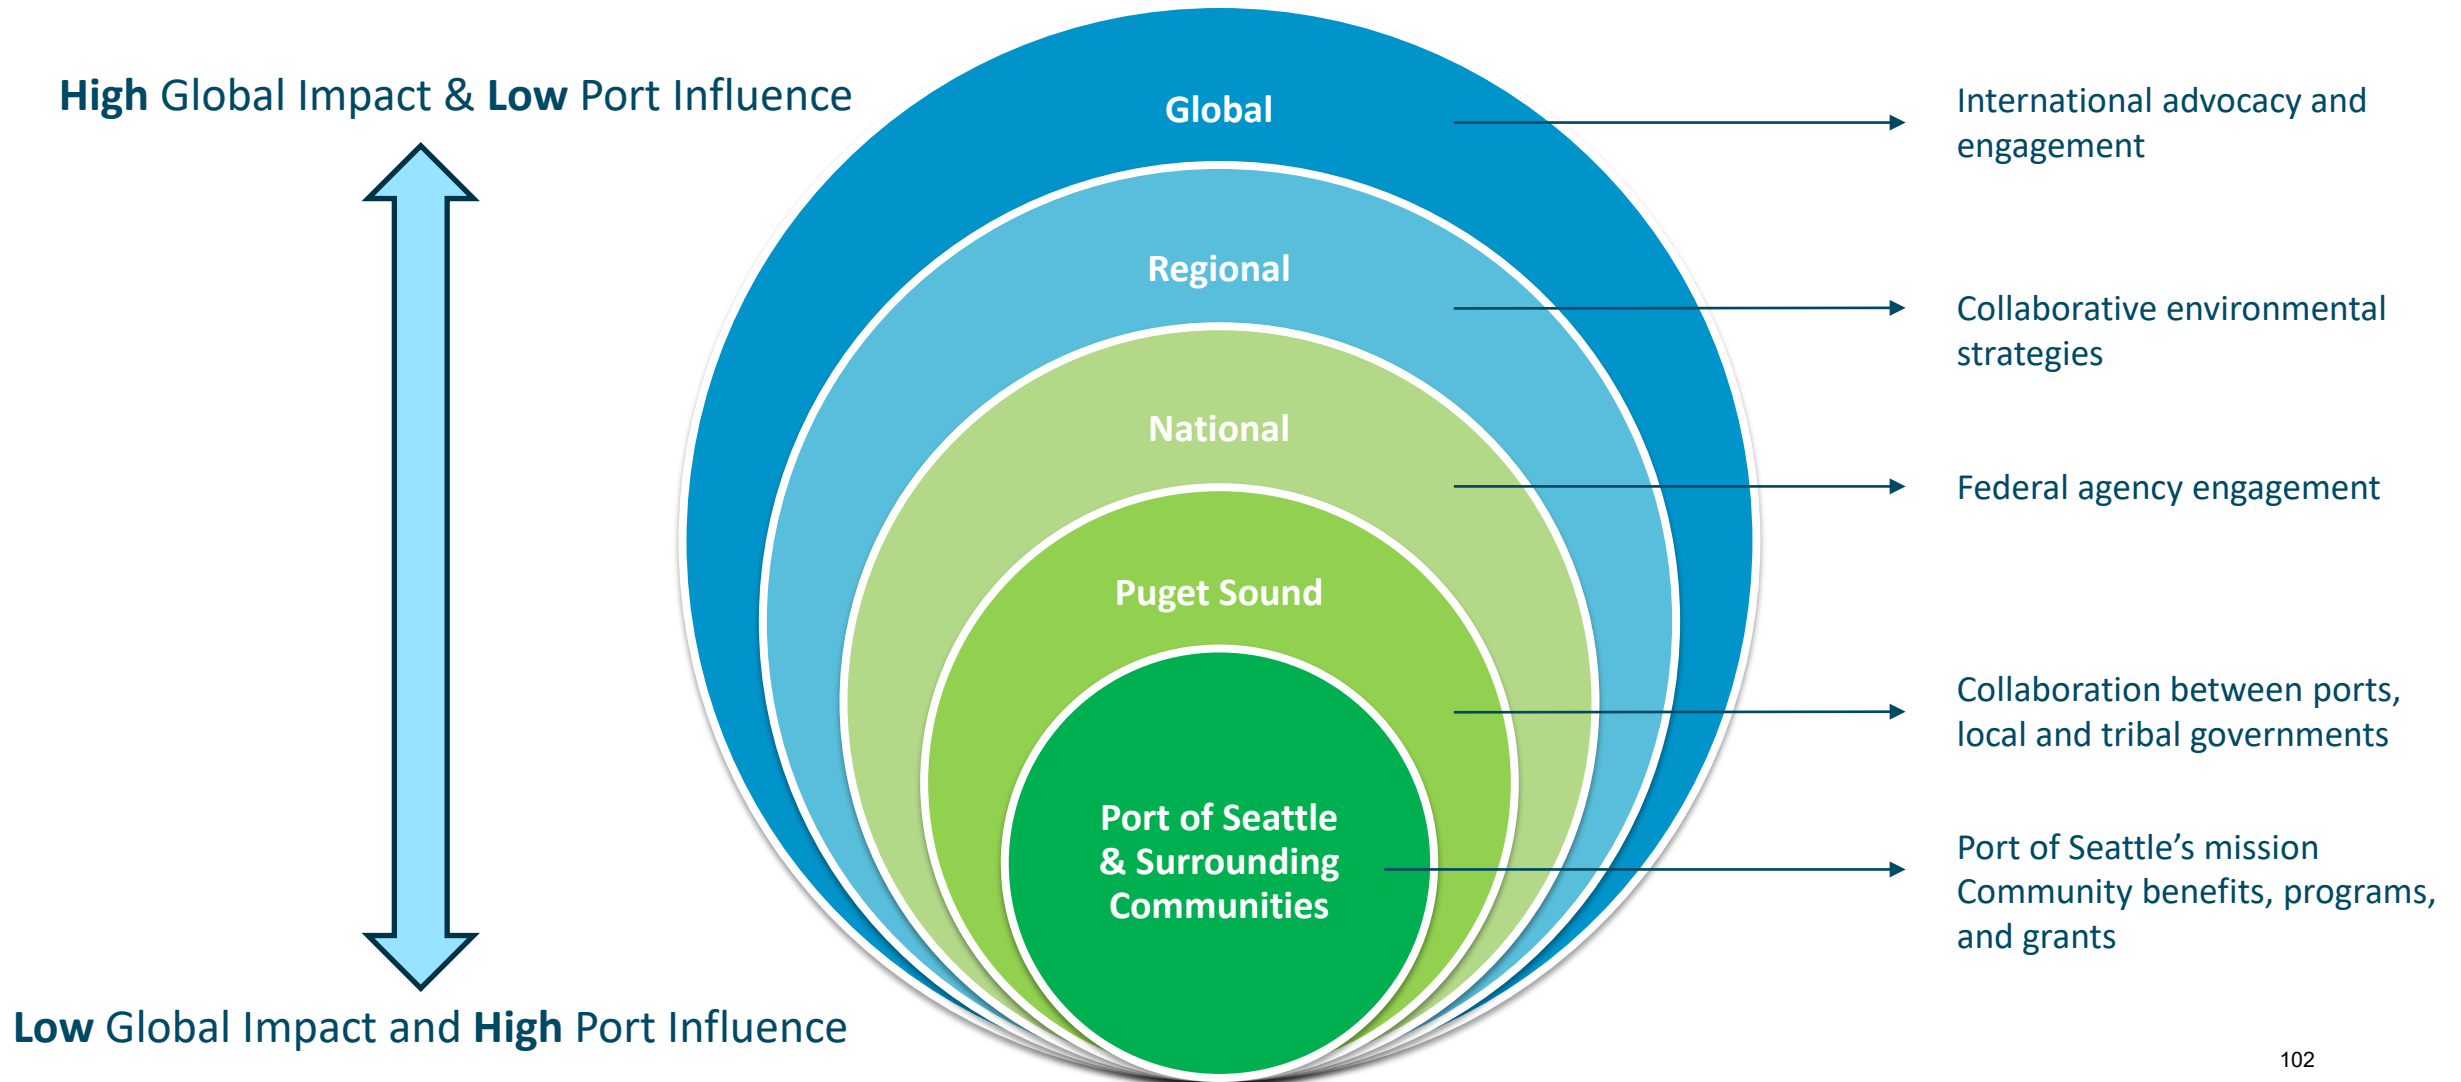 High Global Impact & Low Port Influence
Global
International advocacy and
engagement
Regional
Collaborative environmental
strategies
National
Federal agency engagement
Puget Sound
Collaboration between ports,
local and tribal governments
Port of Seattle
& Surrounding
Communities
Port of Seattle’s mission
Community benefits, programs,
and grants
Low Global Impact and High Port Influence
102